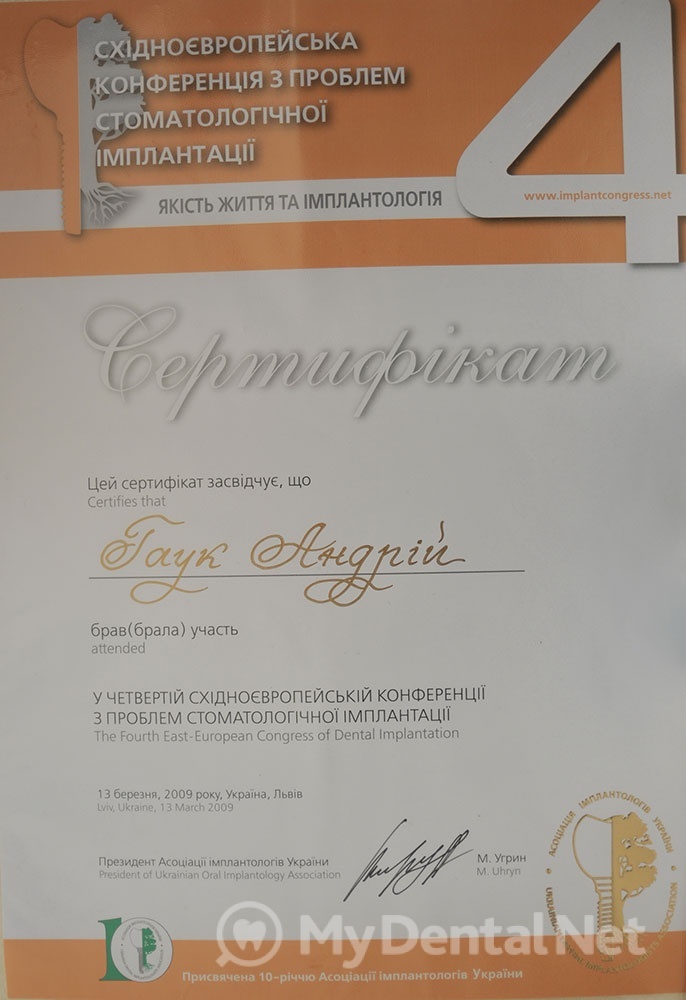 СХІДНОЄВРОПЕЙСЬКА
КОНФЕРЕНЦІЯ З ПРОБЛЕМ
СТОМАТОЛОГІЧНОЇ
ІМПЛАНТАЦІЇ
4
ЯКІСТЬ ЖИТТЯ ТА ІМПЛАНТОЛОГІЯ
www.implantcongress.net
Сертифікат
Цей сертифікат засвідчує, що
Certifies that
Гаук Андрій
брав(брала) участь
attended
У ЧЕТВЕРТІЙ СХІДНОЄВРОПЕЙСЬКІЙ КОНФЕРЕНЦІЇ
З ПРОБЛЕМ СТОМАТОЛОГІЧНОЇ ІМПЛАНТАЦІЇ
The Fourth East-European Congress of Dental Implantation
13 березня, 2009 року, Україна, Львів
Lviv, Ukraine, 13 March 2009
Президент Асоціації імплантологів України
President of Ukrainian Oral Implantology Association
М. Угрин
M. Uhryn
АСОЦІАЦІЯ ІМПЛАНТОЛОГІВ УКРАЇНИ
10
MyDental Net
Присвячена 10-річчю Асоціації імплантологів України